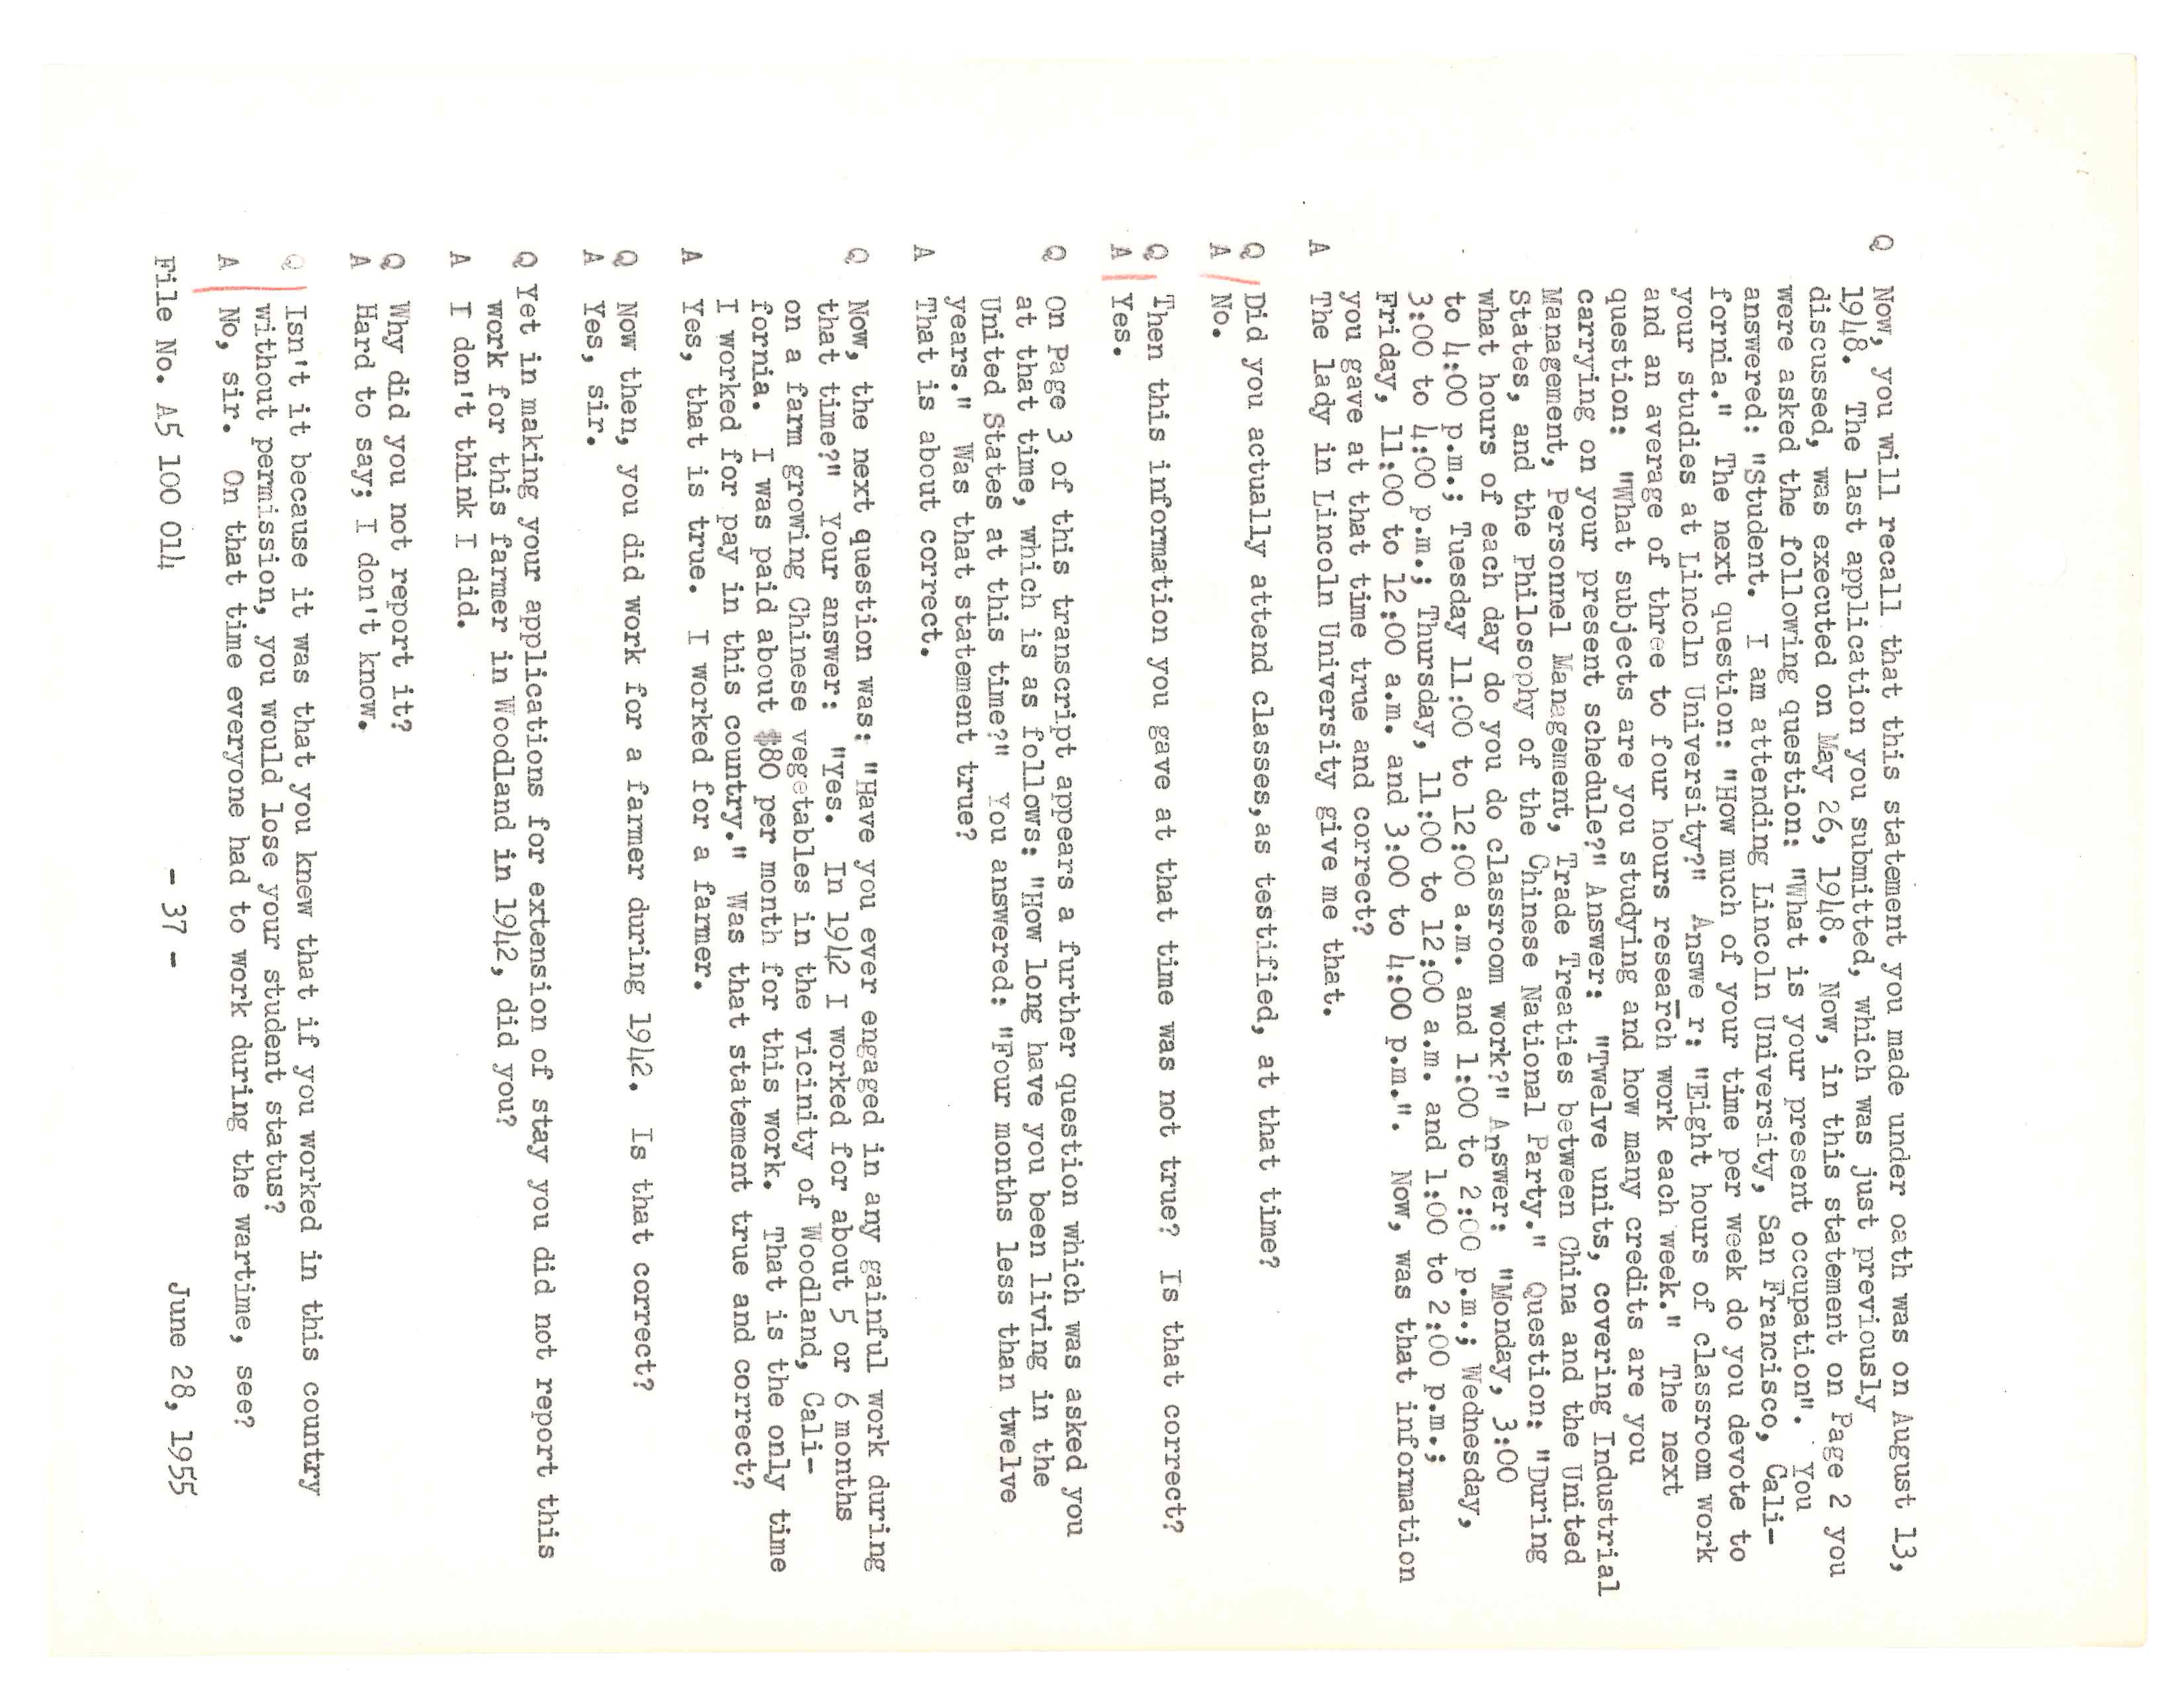 Q Now, you will recall that this statement you made under oath was on August 13,
1948. The last application you submitted, which was just previously
discussed, was executed on May 26, 1948. Now, in this statement on Page 2 you
were asked the following question: "What is your present occupation". You
answered: "Student. I am attending Lincoln University, San Francisco, Cali-
fornia." The next question: "How much of your time per week do you devote to
your studies at Lincoln University?" Answe r: "Eight hours of classroom work
and an average of three to four hours research work each week." The next
question: "What subjects are you studying and how many credits are you
carrying on your present schedule?" Answer: "Twelve units, covering Industrial
Management, Personnel Management, Trade Treaties between China and the United
States, and the Philosophy of the Chinese National Party." Question: "During
what hours of each day do you do classroom work?" Answer: "Monday, 3:00
to 4:00 p.m.; Tuesday 11:00 to 12:00 a.m. and 1:00 to 2:00 p.m.; Wednesday,
3:00 to 4:00 p.m.; Thursday, 11:00 to 12:00 a.m. and 1:00 to 2:00 p.m.;
Friday, 11:00 to 12:00 a.m. and 3:00 to 4:00 p.m.". Now, was that information
you gave at that time true and correct?
A The lady in Lincoln University give me that.
Q Did you actually attend classes,as testified, at that time?
A No.
Q Then this information you gave at that time was not true? Is that correct?
A Yes.
Q On Page 3 of this transcript appears a further question which was asked you
at that time, which is as follows: "How long have you been living in the
United States at this time?" You answered: "Four months less than twelve
years." Was that statement true?
A That is about correct.
Q Now, the next question was: "Have you ever engaged in any gainful work during
that time?" Your answer: "Yes. In 1942 I worked for about 5 or 6 months
on a farm growing Chinese vegetables in the vicinity of Woodland, Cali-
fornia. I was paid about $80 per month for this work. That is the only time
I worked for pay in this country." Was that statement true and correct?
A Yes, that is true. I worked for a farmer.
Q Now then, you did work for a farmer during 1942. Is that correct?
A Yes, sir.
Q Yet in making your applications for extension of stay you did not report this
work for this farmer in Woodland in 1942, did you?
A I don't think I did.
Q Why did you not report it?
A Hard to say; I don't know.
Q Isn't it because it was that you knew that if you worked in this country
without permission, you would lose your student status?
A No, sir. On that time everyone had to work during the wartime, see?
File No. A5 100 014 - 37 - June 28, 1955